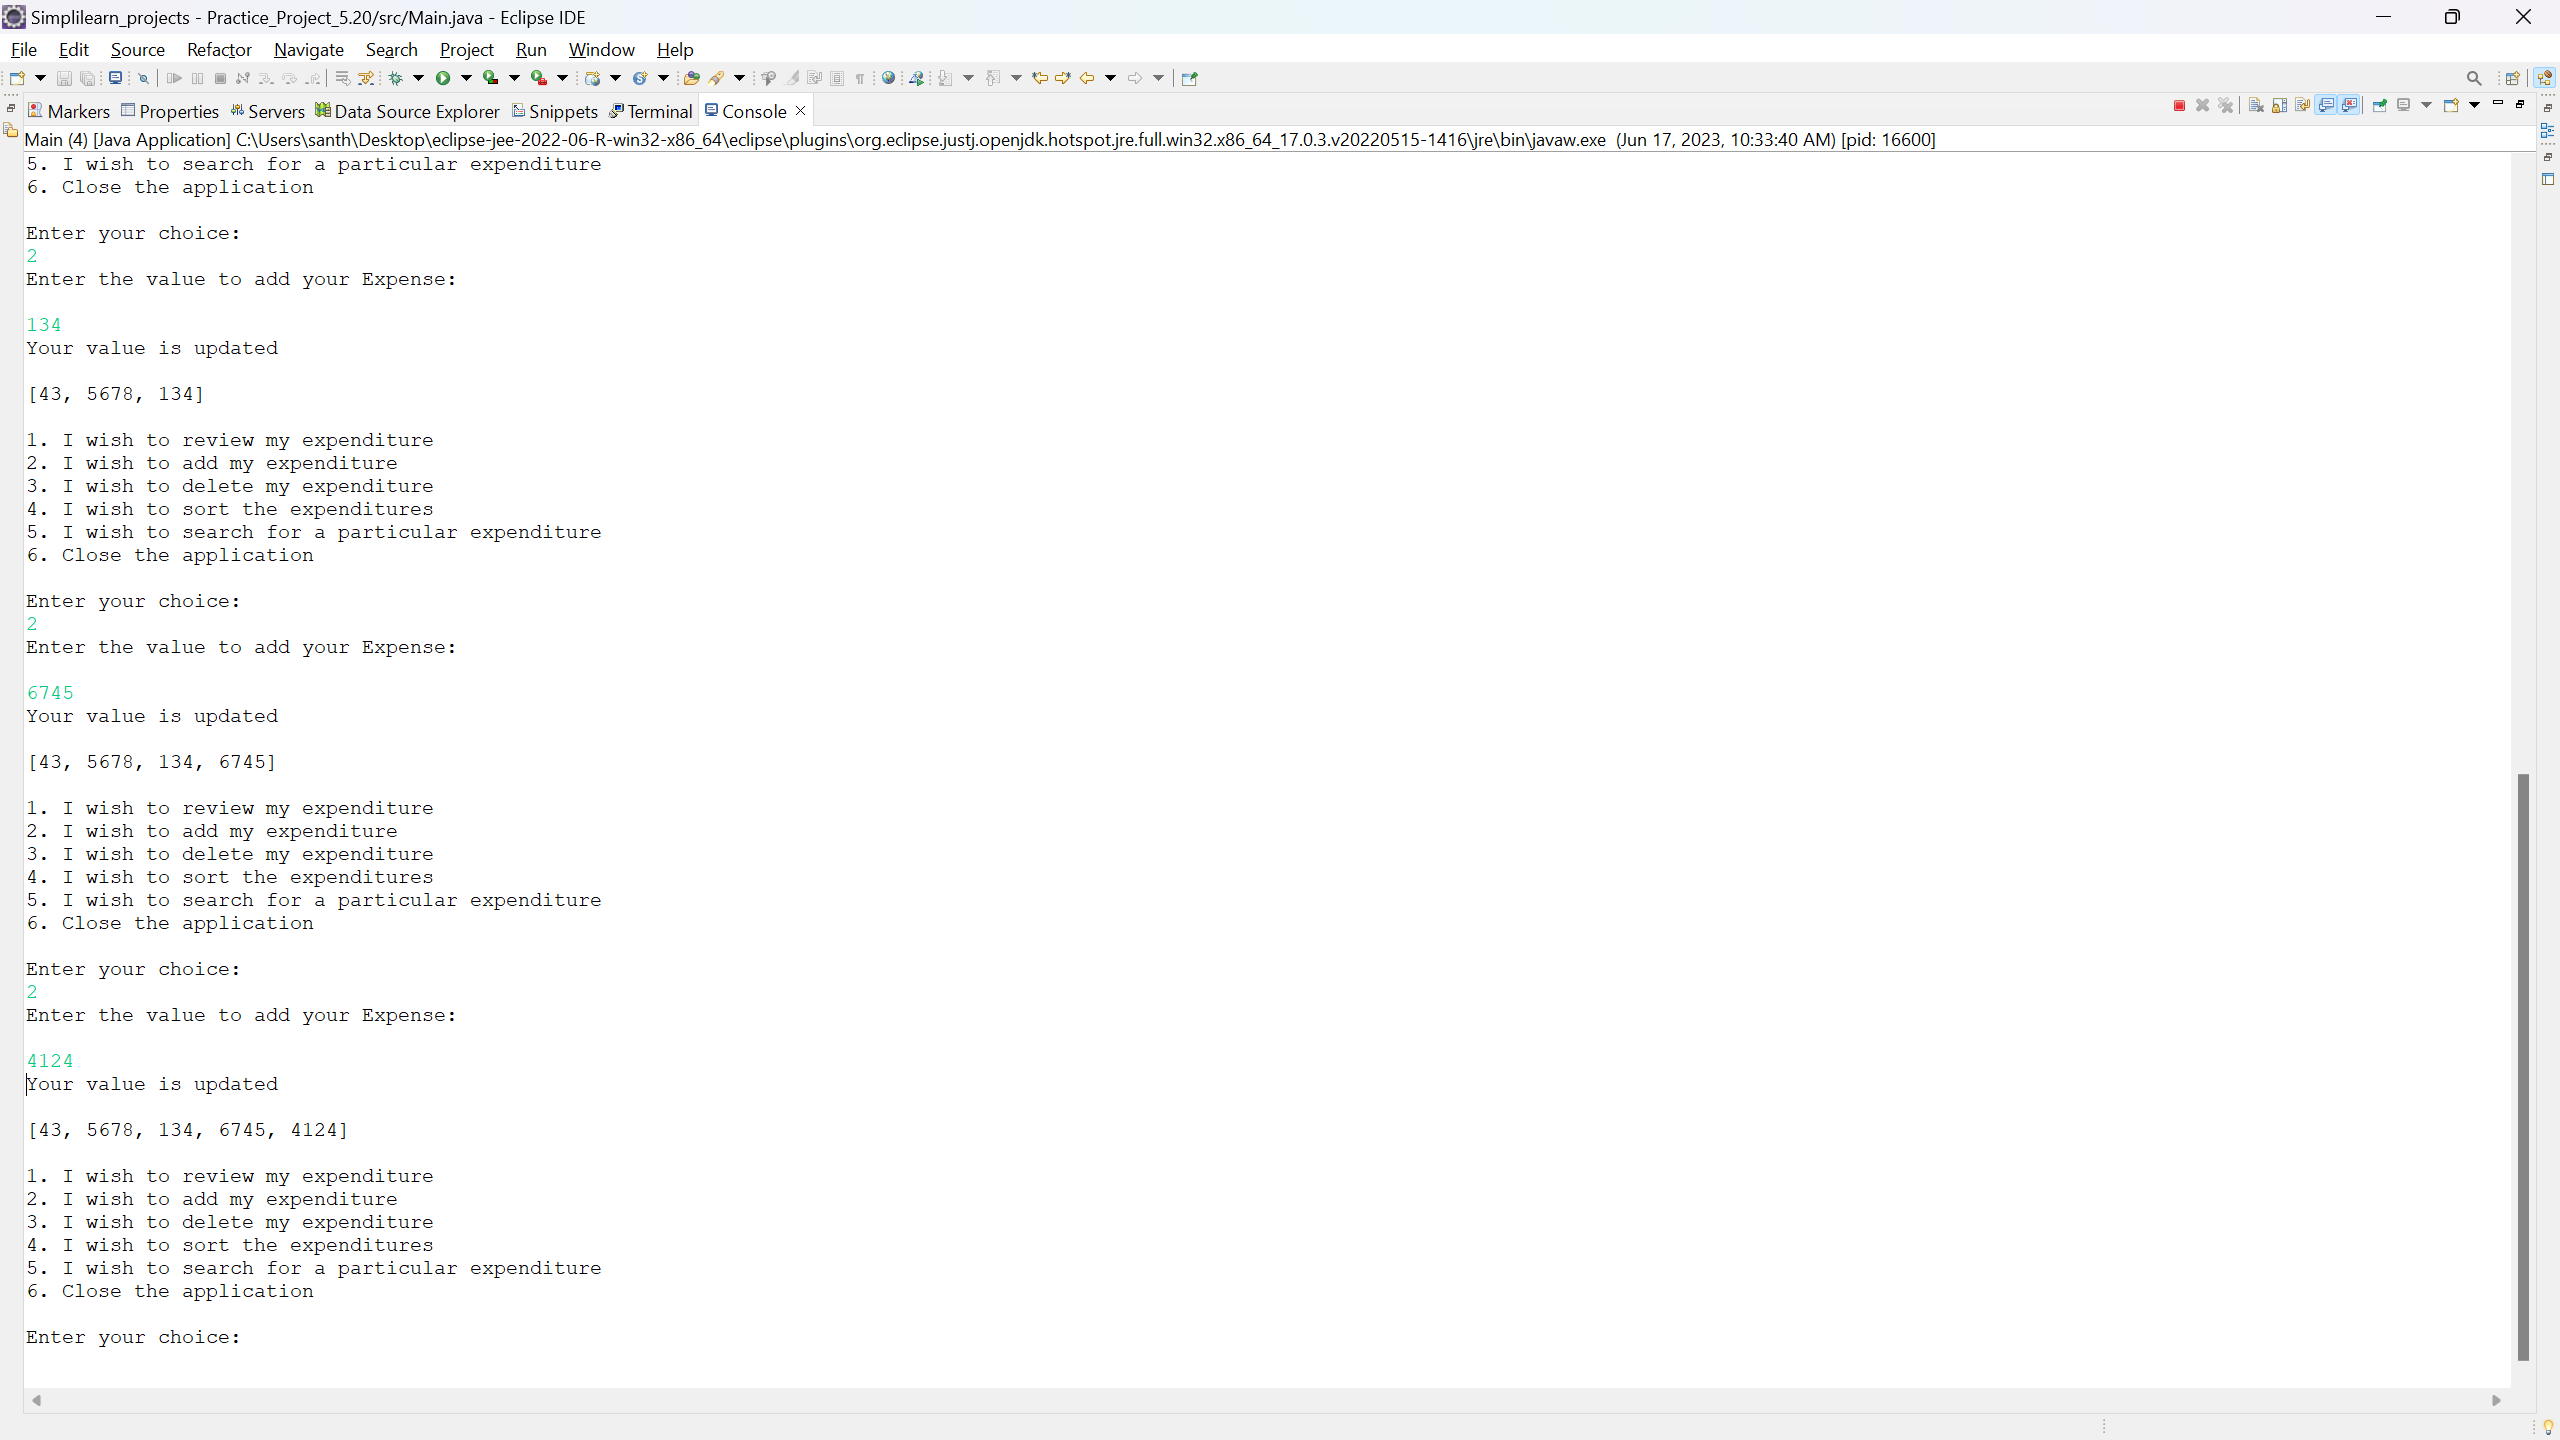 Simplilearn_projects - Practice_Project_5.20/src/Main.java - Eclipse IDE
File Edit Source Refactor Navigate Search Project Run Window Help
Markers Properties Servers Data Source Explorer Snippets Terminal Console
Main (4) [Java Application] C:\Users\santh\Desktop\eclipse-jee-2022-06-R-win32-x86_64\eclipse\plugins\org.eclipse.justj.openjdk.hotspot.jre.full.win32.x86_64_17.0.3.v20220515-1416\jre\bin\javaw.exe (Jun 17, 2023, 10:33:40 AM) [pid: 16600]
5. I wish to search for a particular expenditure
6. Close the application
Enter your choice:
2
Enter the value to add your Expense:
134
Your value is updated
[43, 5678, 134]
1. I wish to review my expenditure
2. I wish to add my expenditure
3. I wish to delete my expenditure
4. I wish to sort the expenditures
5. I wish to search for a particular expenditure
6. Close the application
Enter your choice:
2
Enter the value to add your Expense:
6745
Your value is updated
[43, 5678, 134, 6745]
1. I wish to review my expenditure
2. I wish to add my expenditure
3. I wish to delete my expenditure
4. I wish to sort the expenditures
5. I wish to search for a particular expenditure
6. Close the application
Enter your choice:
2
Enter the value to add your Expense:
4124
Your value is updated
[43, 5678, 134, 6745, 4124]
1. I wish to review my expenditure
2. I wish to add my expenditure
3. I wish to delete my expenditure
4. I wish to sort the expenditures
5. I wish to search for a particular expenditure
6. Close the application
Enter your choice: